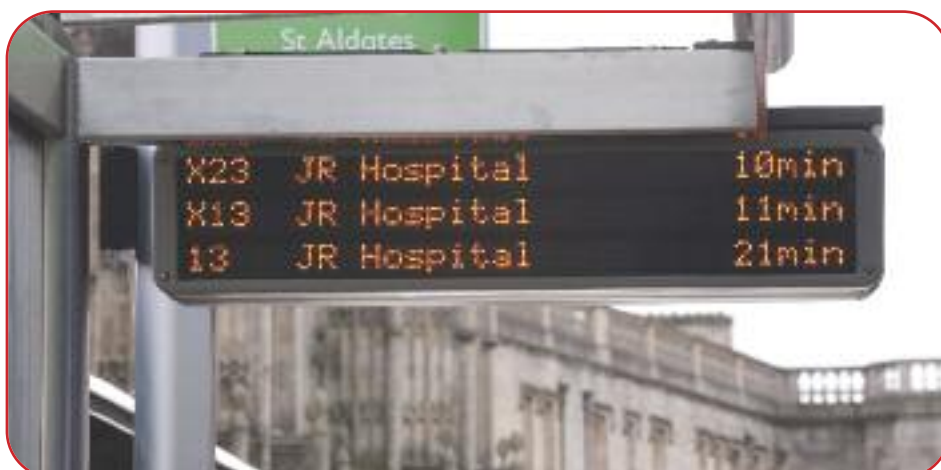 St Aldates
X23 JR Hospital 10min
X13 JR Hospital 11min
13 JR Hospital 21min